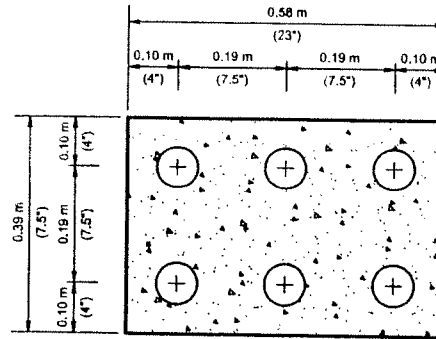 0.58 m
(23")
0.10 m 0.19 m 0.19 m 0.10 m
(4") (7.5") (7.5") (4")
0.39 m
(7.5")
0.10 m
(4")
0.19 m
(7.5")
0.10 m
(4")